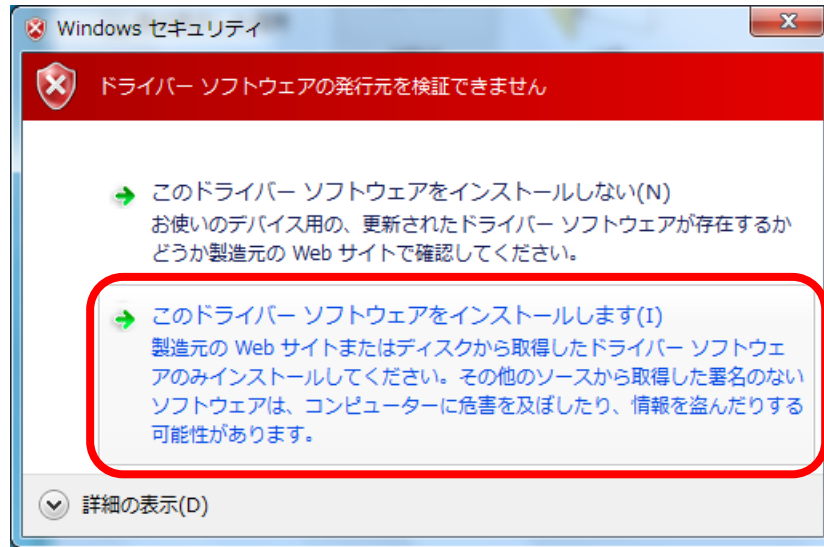 Windows セキュリティ
ドライバー ソフトウェアの発行元を検証できません
このドライバー ソフトウェアをインストールしない(N)
お使いのデバイス用の、更新されたドライバー ソフトウェアが存在するか
どうか製造元の Web サイトで確認してください。
このドライバー ソフトウェアをインストールします(I)
製造元の Web サイトまたはディスクから取得したドライバー ソフトウェ
アのみインストールしてください。その他のソースから取得した署名のない
ソフトウェアは、コンピューターに危害を及ぼしたり、情報を盗んだりする
可能性があります。
詳細の表示(D)